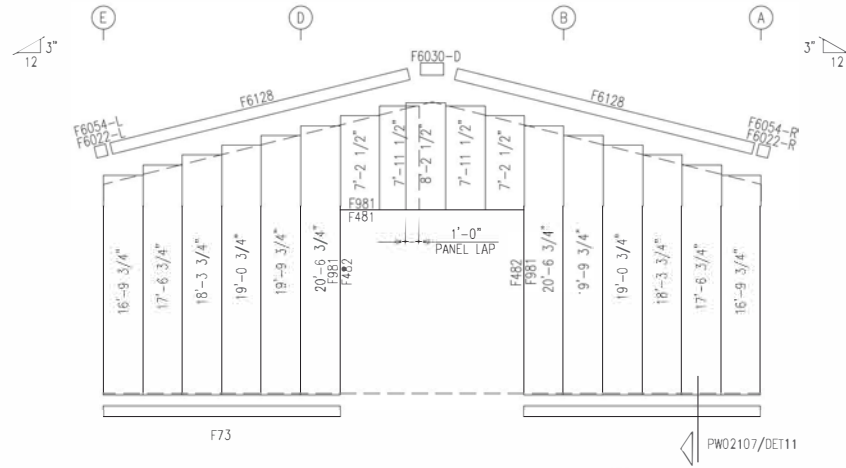 E
D
B
A
3"
12
3"
12
F6030-D
F6128
F6128
F6054-L
F6022-L
F6054-R
F6022-R
7'-2 1/2"
7'-11 1/2"
8'-2 1/2"
7'-11 1/2"
7'-2 1/2"
F981
F481
1'-0"
PANEL LAP
16'-9 3/4"
17'-6 3/4"
18'-3 3/4"
19'-0 3/4"
19'-9 3/4"
20'-6 3/4"
F981
F482
F482
F981
20'-6 3/4"
'9'-9 3/4"
19'-0 3/4"
18'-3 3/4"
17'-6 3/4"
16'-9 3/4"
F73
PW02107/DET11